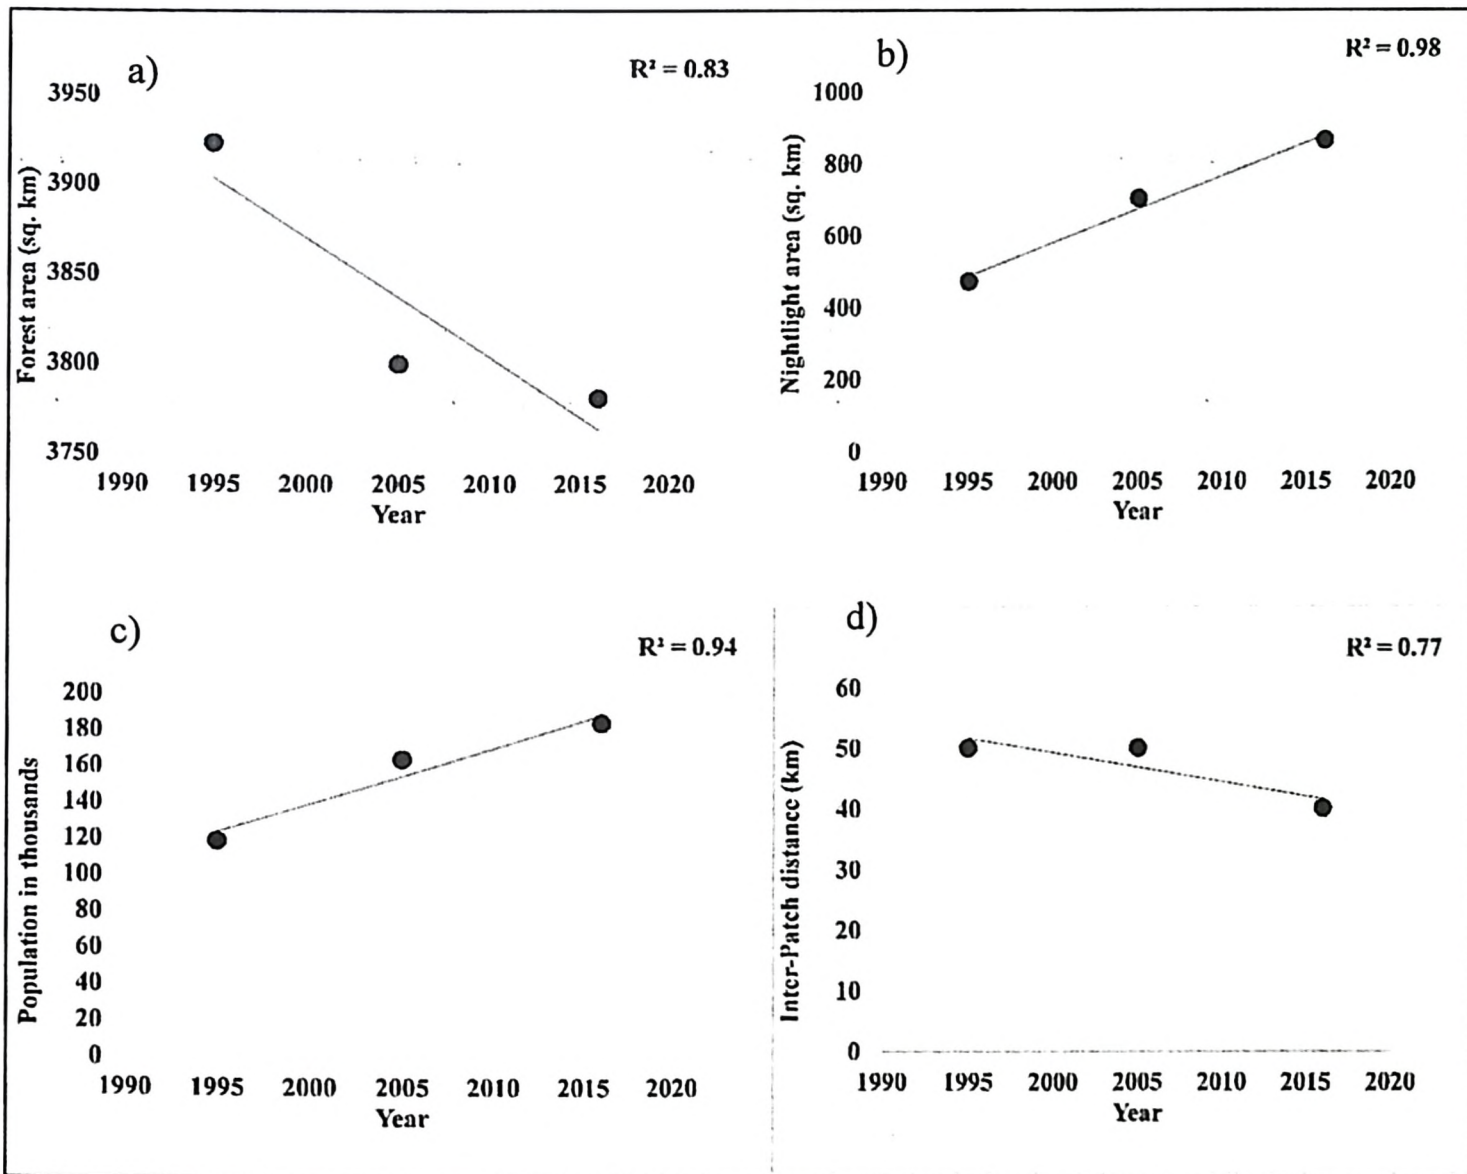 a)
R² = 0.83
3950
3900
3850
3800
3750
Forest area (sq. km)
1990 1995 2000 2005 2010 2015 2020
Year
b)
R² = 0.98
1000
800
600
400
200
0
Nightlight area (sq. km)
1990 1995 2000 2005 2010 2015 2020
Year
c)
R² = 0.94
200
180
160
140
120
100
80
60
40
20
0
Population in thousands
1990 1995 2000 2005 2010 2015 2020
Year
d)
R² = 0.77
60
50
40
30
20
10
0
Inter-Patch distance (km)
1990 1995 2000 2005 2010 2015 2020
Year